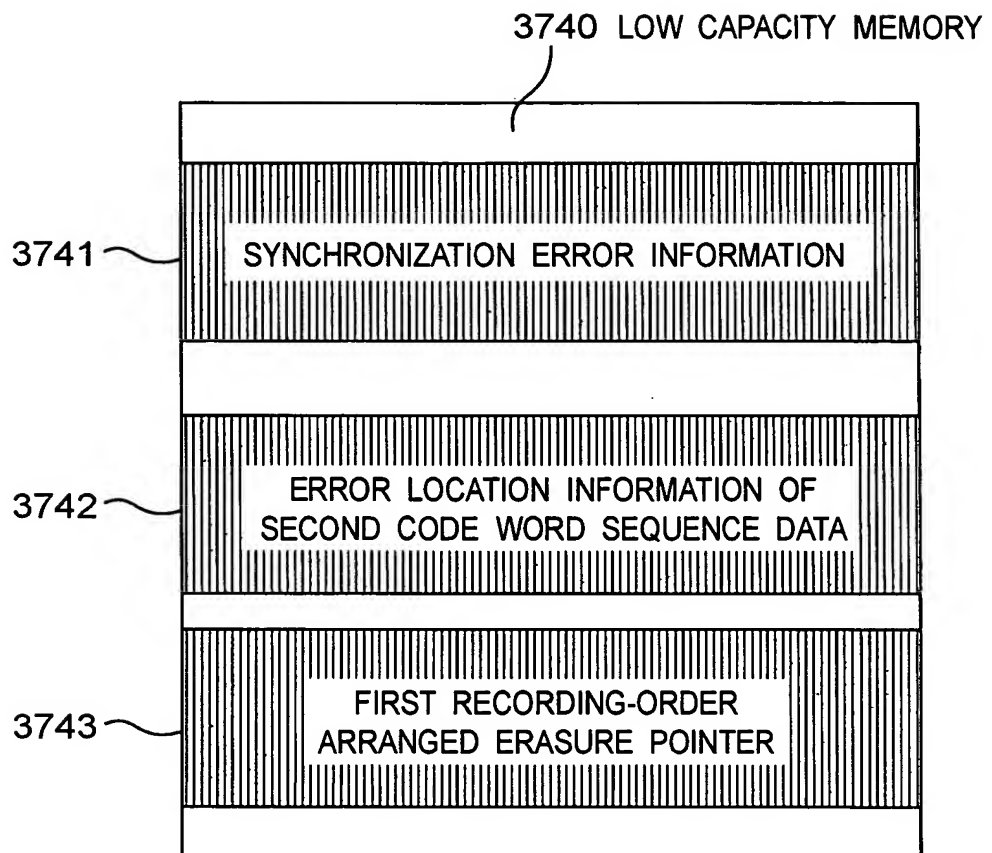 3740 LOW CAPACITY MEMORY
3741
SYNCHRONIZATION ERROR INFORMATION
3742
ERROR LOCATION INFORMATION OF
SECOND CODE WORD SEQUENCE DATA
3743
FIRST RECORDING-ORDER
ARRANGED ERASURE POINTER